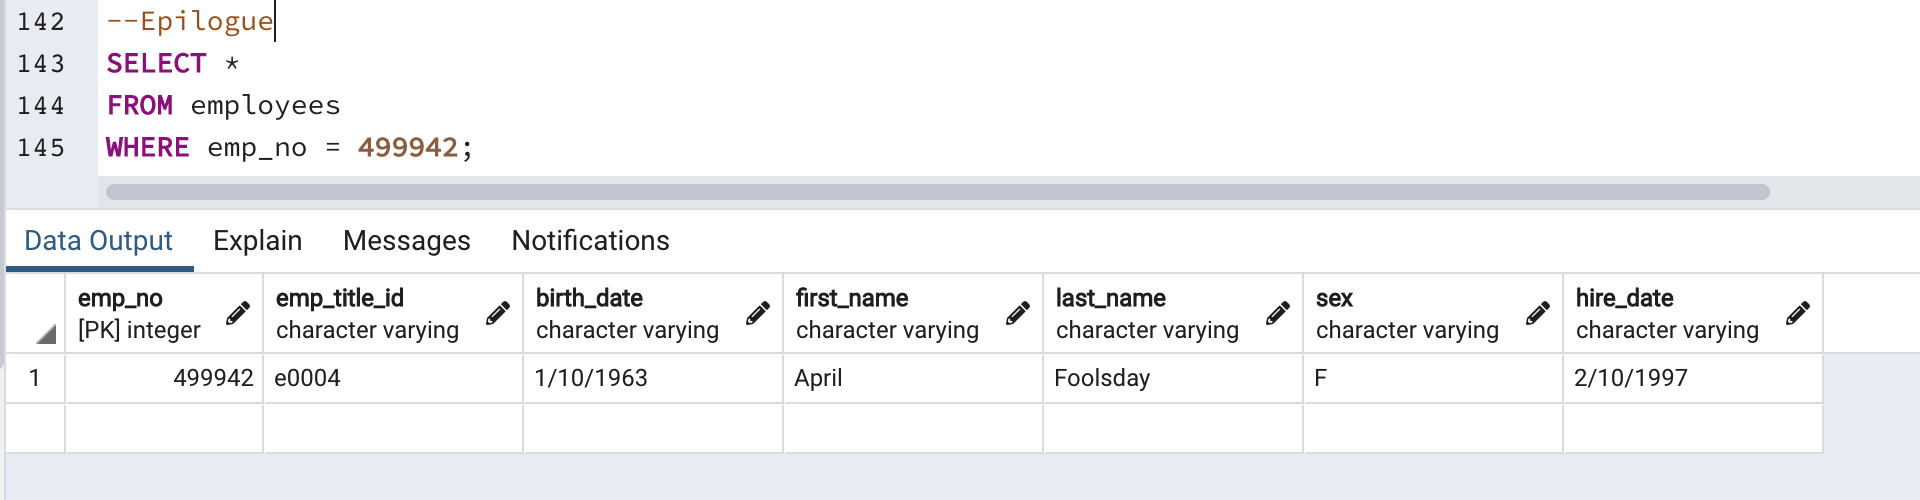 142 --Epilogue
143 SELECT *
144 FROM employees
145 WHERE emp_no = 499942;
Data Output Explain Messages Notifications
emp_no emp_title_id birth_date first_name last_name sex hire_date
[PK] integer character varying character varying character varying character varying character varying character varying
1 499942 e0004 1/10/1963 April Foolsday F 2/10/1997